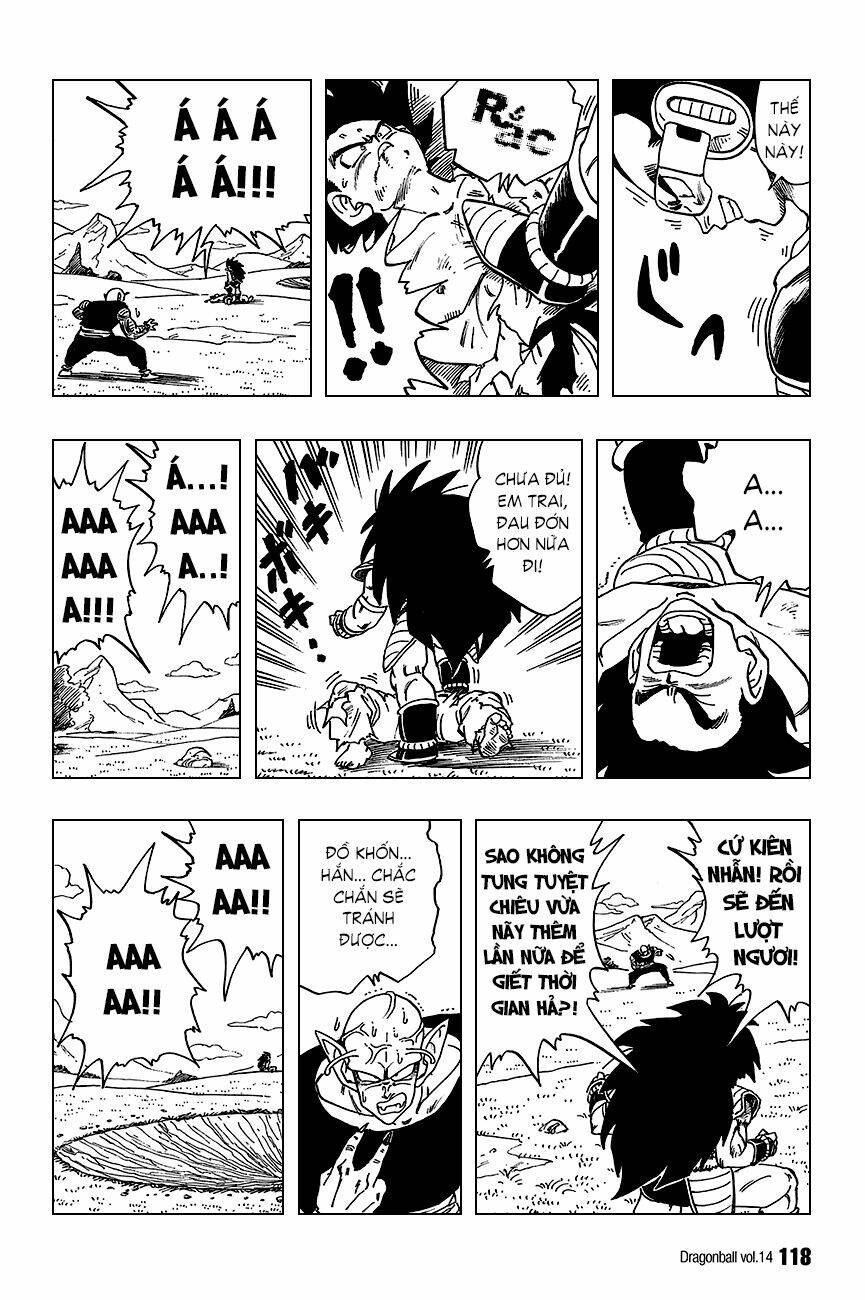 THẾ
NÀY
NÀY!
Rắc
Á Á Á
Á Á!!!
A...
A...
CHƯA ĐỦ!
EM TRAI,
ĐAU ĐỚN
HƠN NỮA
ĐI!
Á...!
AAA
A..!
AAA
AAA
A!!!
CỨ KIÊN
NHẪN! RỒI
SẼ ĐẾN
LƯỢT
NGƯƠI!
SAO KHÔNG
TUNG TUYỆT
CHIÊU VỪA
NÃY THÊM
LẦN NỮA ĐỂ
GIẾT THỜI
GIAN HẢ?!
ĐỒ KHỐN...
HẮN... CHẮC
CHẮN SẼ
TRÁNH
ĐƯỢC...
AAA
AA!!
AAA
AA!!
Dragonball vol.14 118